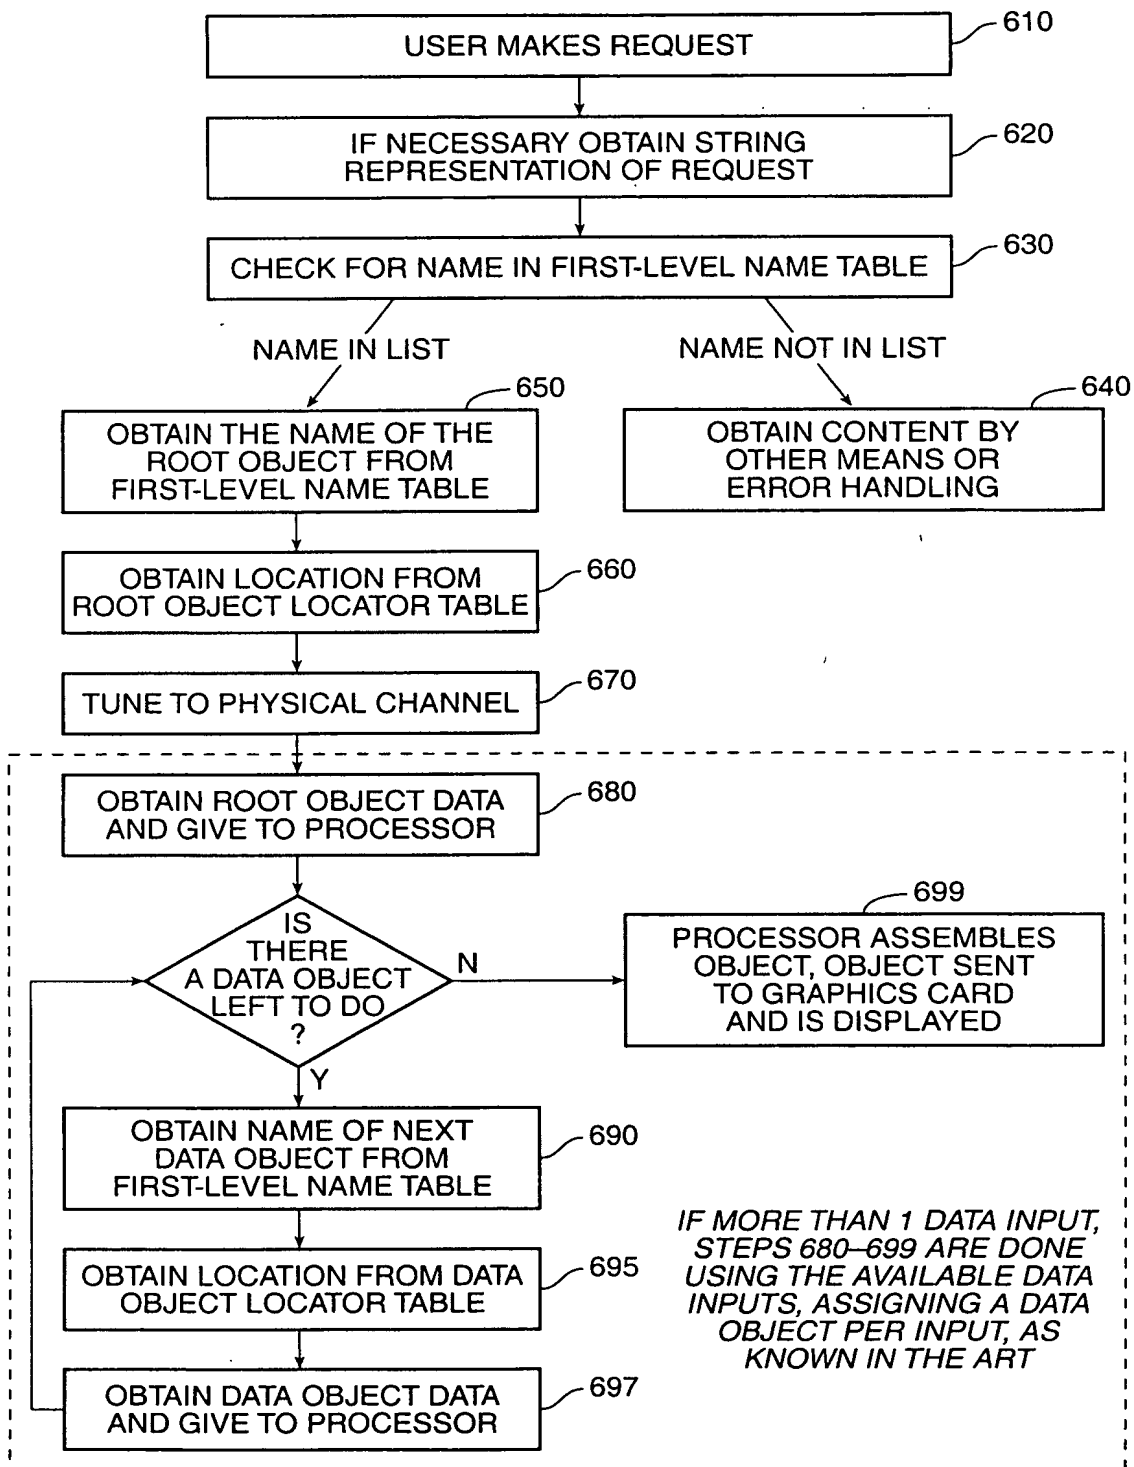 USER MAKES REQUEST
610
IF NECESSARY OBTAIN STRING
REPRESENTATION OF REQUEST
620
CHECK FOR NAME IN FIRST-LEVEL NAME TABLE
630
NAME IN LIST
NAME NOT IN LIST
650
OBTAIN THE NAME OF THE
ROOT OBJECT FROM
FIRST-LEVEL NAME TABLE
640
OBTAIN CONTENT BY
OTHER MEANS OR
ERROR HANDLING
OBTAIN LOCATION FROM
ROOT OBJECT LOCATOR TABLE
660
TUNE TO PHYSICAL CHANNEL
670
OBTAIN ROOT OBJECT DATA
AND GIVE TO PROCESSOR
680
IS
THERE
A DATA OBJECT
LEFT TO DO
?
N
699
PROCESSOR ASSEMBLES
OBJECT, OBJECT SENT
TO GRAPHICS CARD
AND IS DISPLAYED
Y
OBTAIN NAME OF NEXT
DATA OBJECT FROM
FIRST-LEVEL NAME TABLE
690
OBTAIN LOCATION FROM DATA
OBJECT LOCATOR TABLE
695
OBTAIN DATA OBJECT DATA
AND GIVE TO PROCESSOR
697
IF MORE THAN 1 DATA INPUT,
STEPS 680–699 ARE DONE
USING THE AVAILABLE DATA
INPUTS, ASSIGNING A DATA
OBJECT PER INPUT, AS
KNOWN IN THE ART